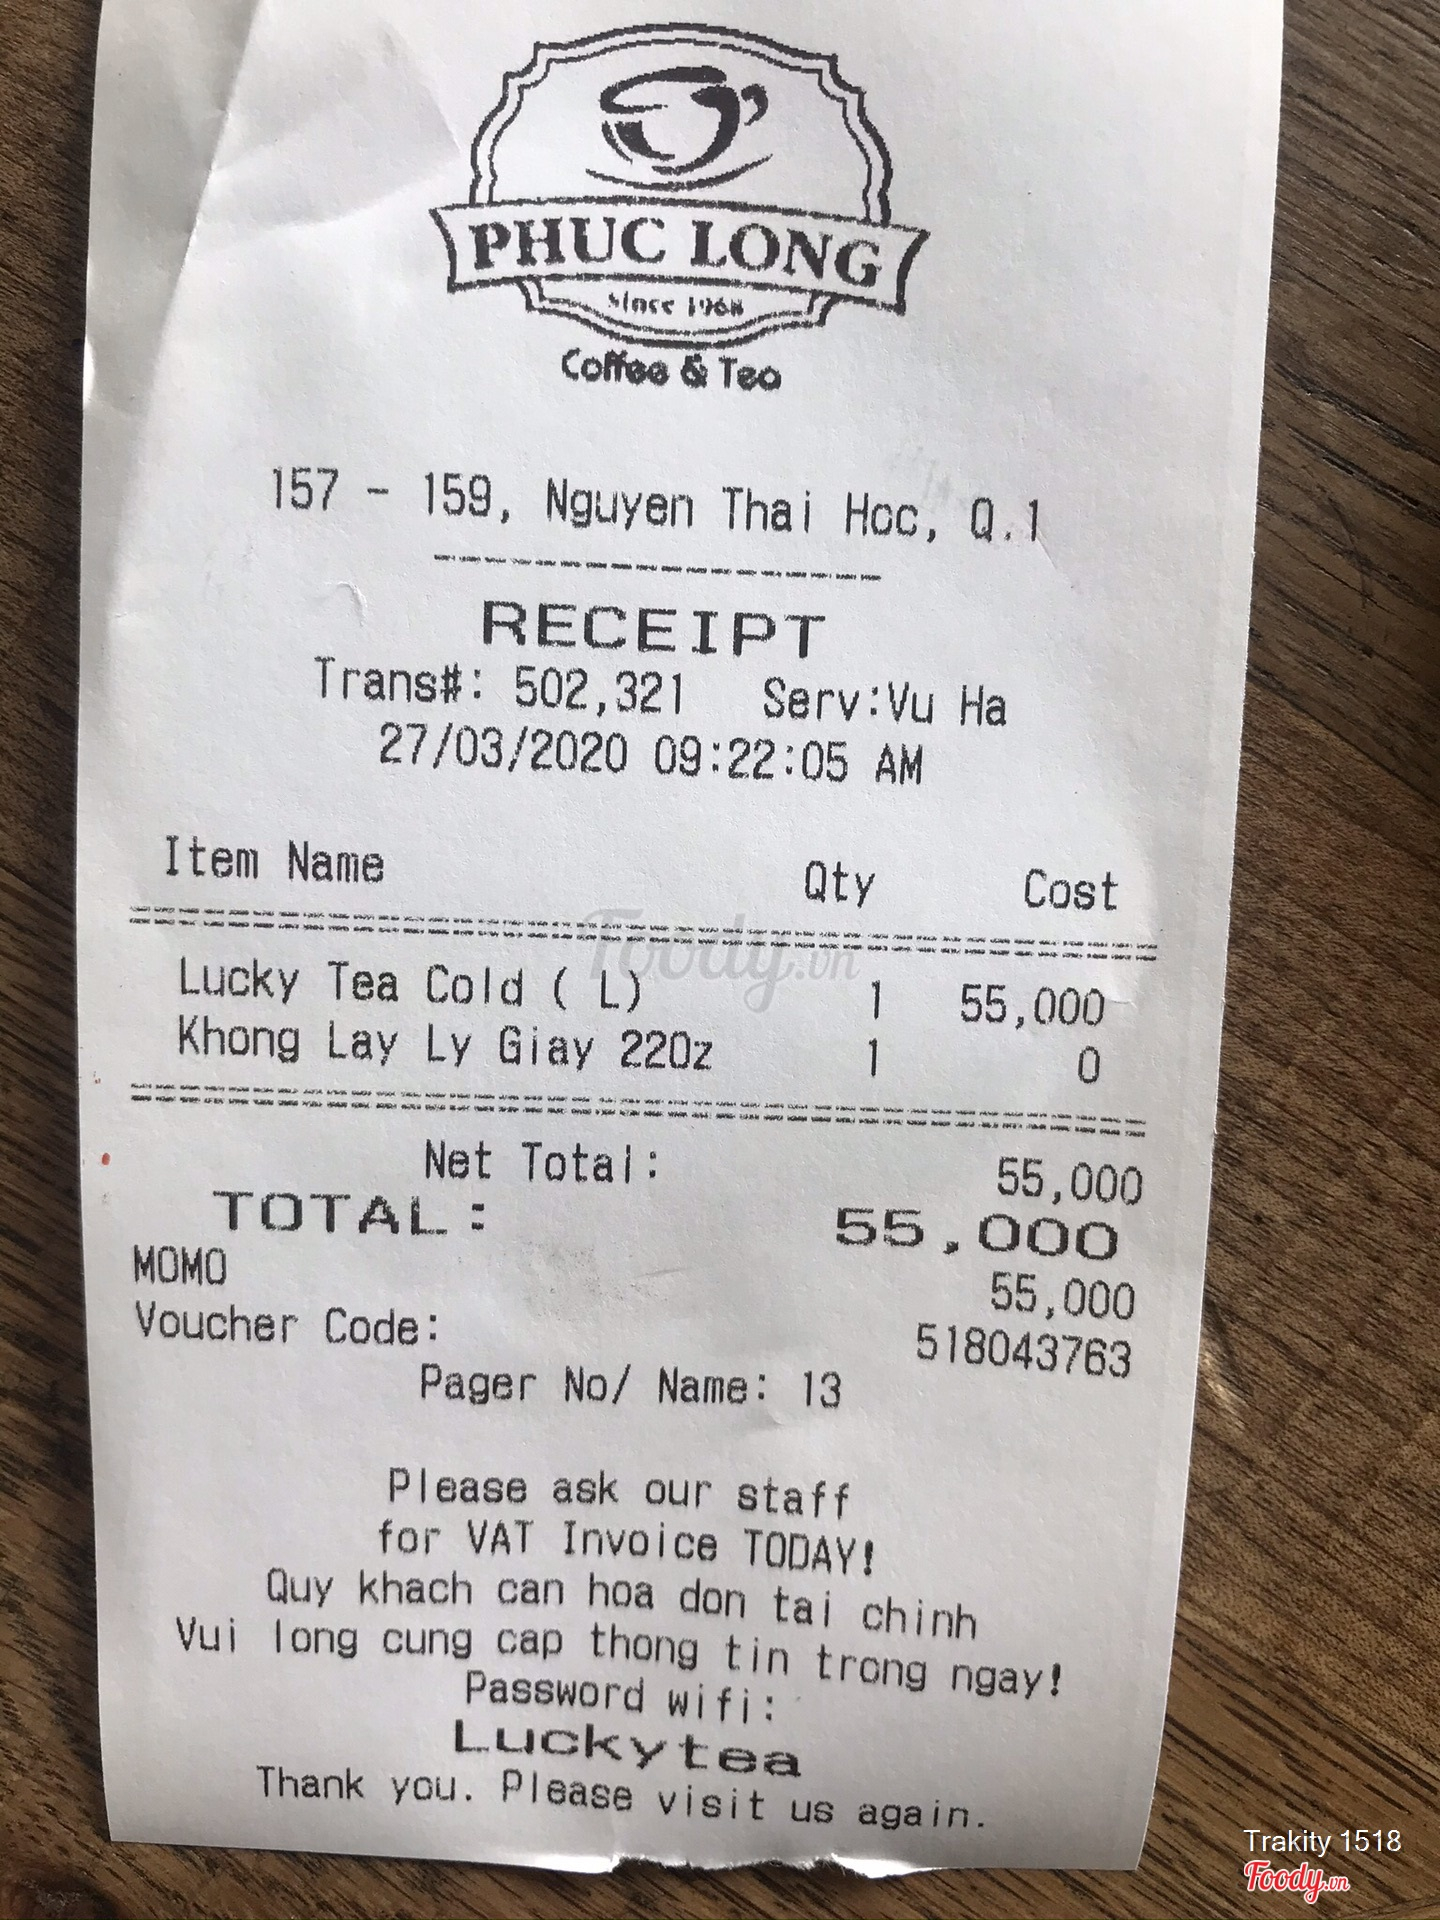 PHUC LONG
since 1968
Coffee & Tea
157 - 159, Nguyen Thai Hoc, Q.1
RECEIPT
Trans#: 502,321 Serv:Vu Ha
27/03/2020 09:22:05 AM
Item Name Qty Cost
Lucky Tea Cold ( L) 1 55,000
Khong Lay Ly Giay 22Oz 1 0
Foody.vn
Net Total: 55,000
TOTAL: 55,000
MOMO 55,000
Voucher Code: 518043763
Pager No/ Name: 13
Please ask our staff
for VAT Invoice TODAY!
Quy khach can hoa don tai chinh
Vui long cung cap thong tin trong ngay!
Password wifi:
Luckytea
Thank you. Please visit us again.
Trakity 1518
Foody.vn